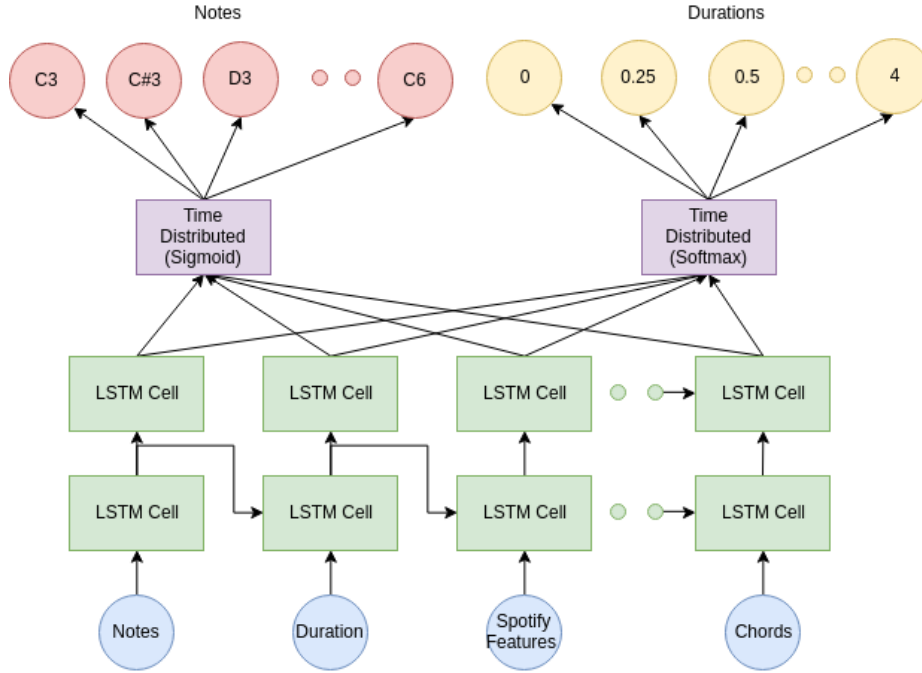 Notes
Durations
C3
C#3
D3
C6
0
0.25
0.5
4
Time
Distributed
(Sigmoid)
Time
Distributed
(Softmax)
LSTM Cell
LSTM Cell
LSTM Cell
LSTM Cell
LSTM Cell
LSTM Cell
LSTM Cell
LSTM Cell
Notes
Duration
Spotify
Features
Chords